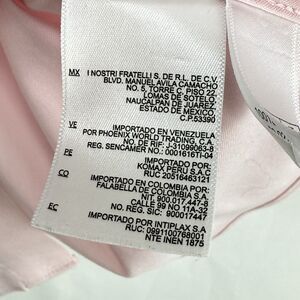 MX I NOSTRI FRATELLI S. DE R.L. DE C.V.
BLVD. MANUEL AVILA CAMACHO
NO. 5, TORRE C, PISO 22,
LOMAS DE SOTELO,
NAUCALPAN DE JUAREZ,
ESTADO DE MEXICO,
C.P.53390
VE IMPORTADO EN VENEZUELA
POR PHOENIX WORLD TRADING, C.A.
NO. DE RIF: J-31099063-8
REG. SENCAMER NO.: 0001616TI-04
PE IMPORTADO POR:
KOMAX PERU S.A.C
RUC 20516463121
CO IMPORTADO EN COLOMBIA POR:
FALABELLA DE COLOMBIA S.A
NIT. 900.017.447-8
CALLE 99 NO 11A-32
NO. REG. SIC: 900017447
EC IMPORTADO POR INTIPLAX S.A
RUC: 0991100768001
NTE INEN 1875
100%